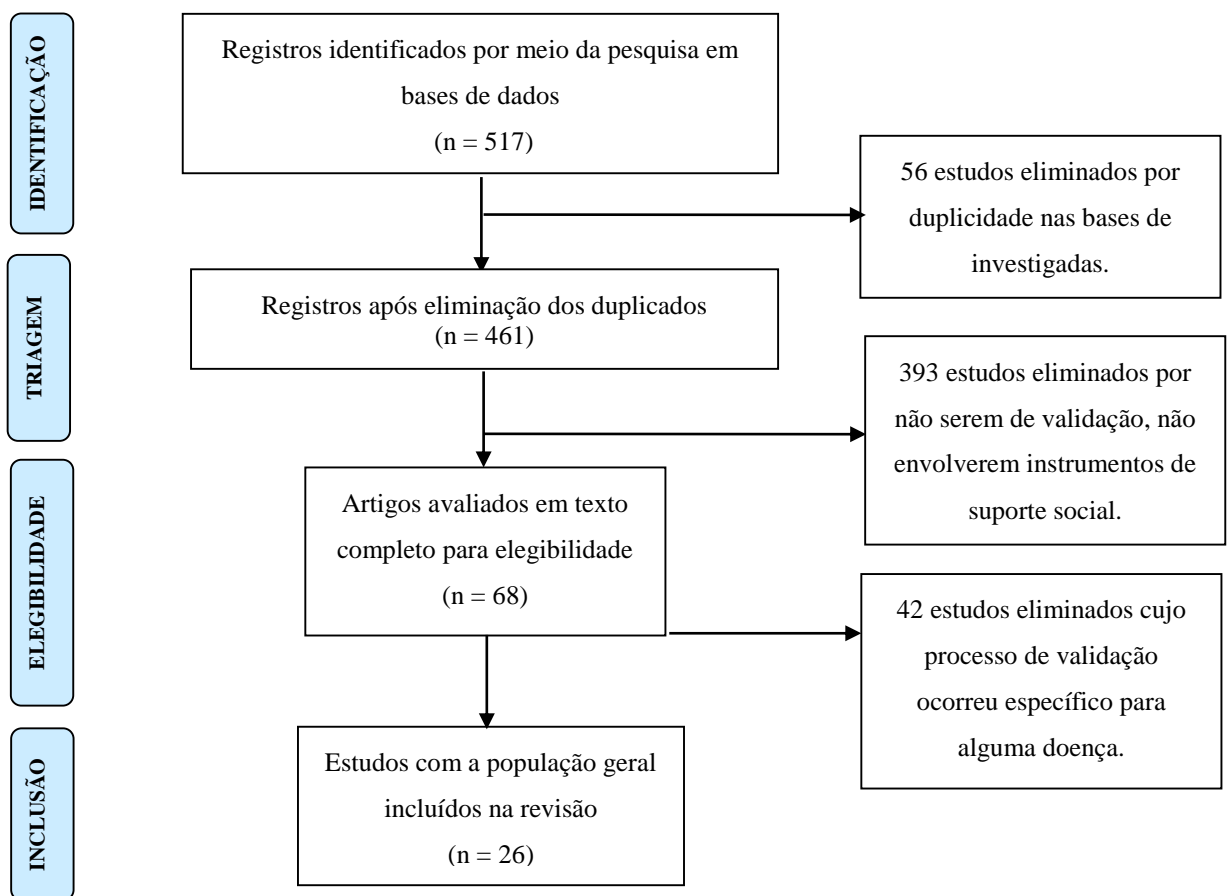 IDENTIFICAÇÃO
Registros identificados por meio da pesquisa em
bases de dados
(n = 517)
56 estudos eliminados por
duplicidade nas bases de
investigadas.
TRIAGEM
Registros após eliminação dos duplicados
(n = 461)
393 estudos eliminados por
não serem de validação, não
envolverem instrumentos de
suporte social.
ELEGIBILIDADE
Artigos avaliados em texto
completo para elegibilidade
(n = 68)
42 estudos eliminados cujo
processo de validação
ocorreu específico para
alguma doença.
INCLUSÃO
Estudos com a população geral
incluídos na revisão
(n = 26)